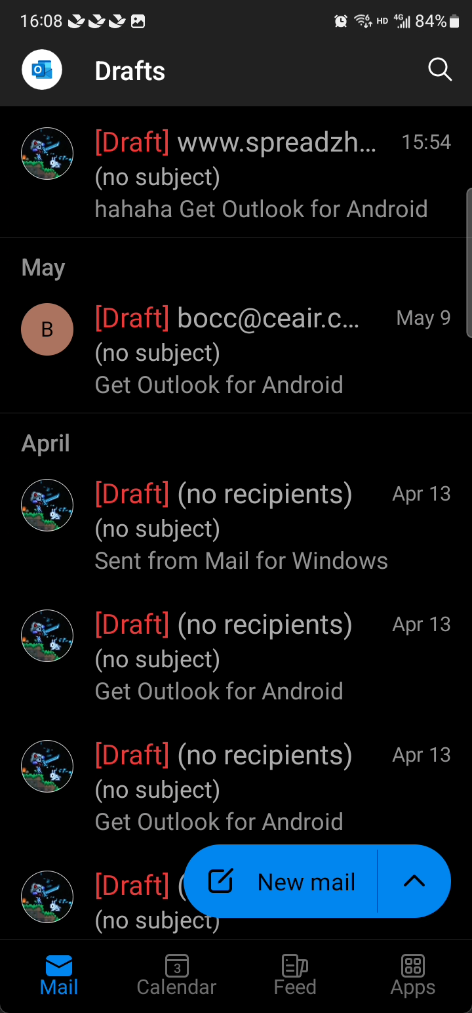 16:08 HD 4G 84%
Drafts
[Draft] www.spreadzh... 15:54
(no subject)
hahaha Get Outlook for Android
May
B [Draft] bocc@ceair.c... May 9
(no subject)
Get Outlook for Android
April
[Draft] (no recipients) Apr 13
(no subject)
Sent from Mail for Windows
[Draft] (no recipients) Apr 13
(no subject)
Get Outlook for Android
[Draft] (no recipients) Apr 13
(no subject)
Get Outlook for Android
[Draft] (
(no subject)
New mail
3
Mail Calendar Feed Apps